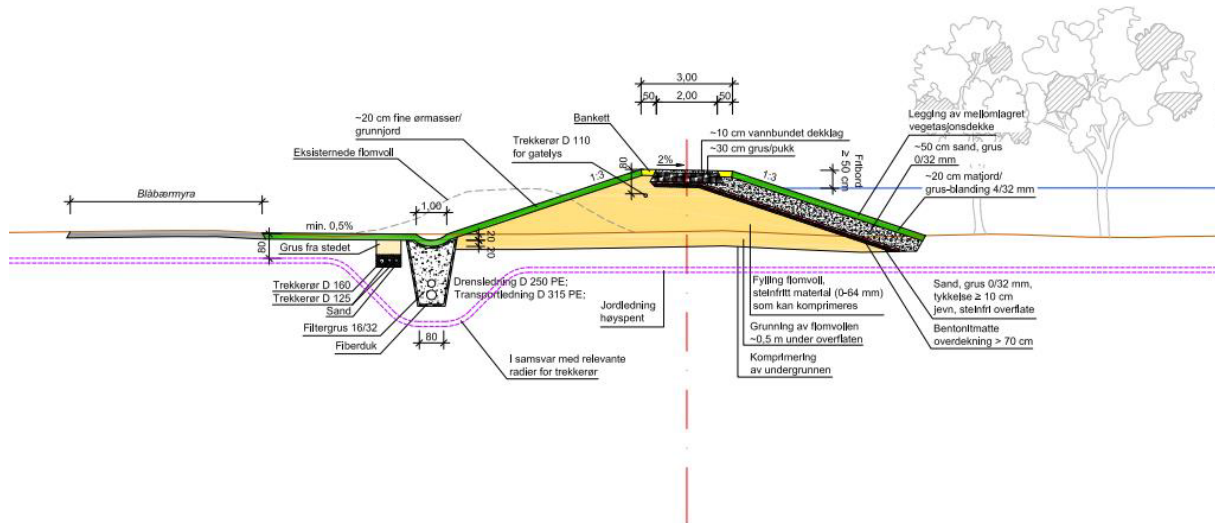 3,00
50
2,00
50
~20 cm fine ørmasser/
grunnjord
Bankett
Trekkerør D 110
for gatelys
80
2%
~10 cm vannbundet dekklag
~30 cm grus/pukk
Fribord
≥ 50 cm
Legging av mellomlagret
vegetasjonsdekke
~50 cm sand, grus
0/32 mm
~20 cm matjord/
grus-blanding 4/32 mm
Eksisternede flomvoll
1:3
1:3
Blåbærmyra
1,00
min. 0,5%
80
Grus fra stedet
20 20
Trekkerør D 160
Trekkerør D 125
Sand
Filtergrus 16/32
Fiberduk
80
Drensledning D 250 PE;
Transportledning D 315 PE;
I samsvar med relevante
radier for trekkerør
Jordledning
høyspent
Fylling flomvoll,
steinfritt material (0-64 mm)
som kan komprimeres
Grunning av flomvollen
~0,5 m under overflaten
Komprimering
av undergrunnen
Sand, grus 0/32 mm,
tykkelse ≥ 10 cm
jevn, steinfri overflate
Bentonitmatte
overdekning > 70 cm